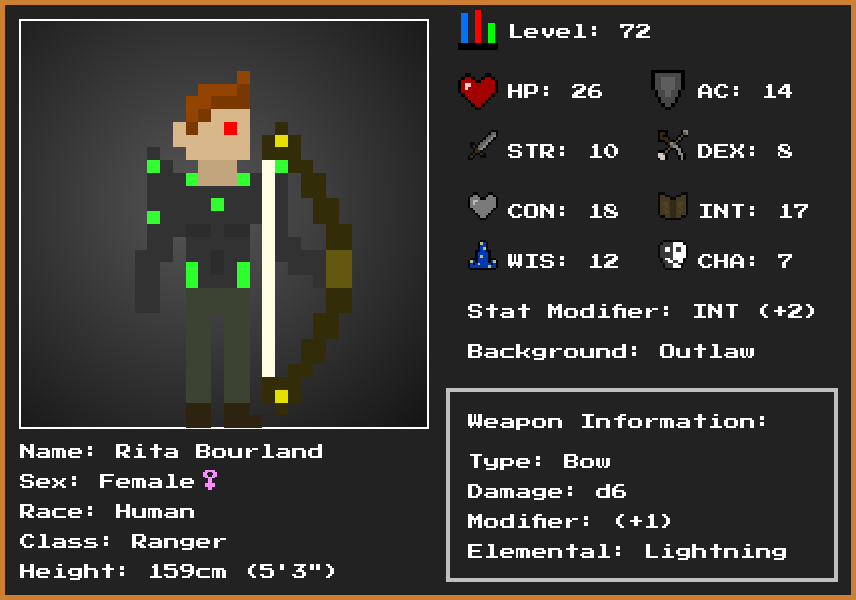 Level: 72
HP: 26
AC: 14
STR: 10
DEX: 8
CON: 18
INT: 17
WIS: 12
CHA: 7
Stat Modifier: INT (+2)
Background: Outlaw
Weapon Information:
Type: Bow
Damage: d6
Modifier: (+1)
Elemental: Lightning
Name: Rita Bourland
Sex: Female♀
Race: Human
Class: Ranger
Height: 159cm (5'3")